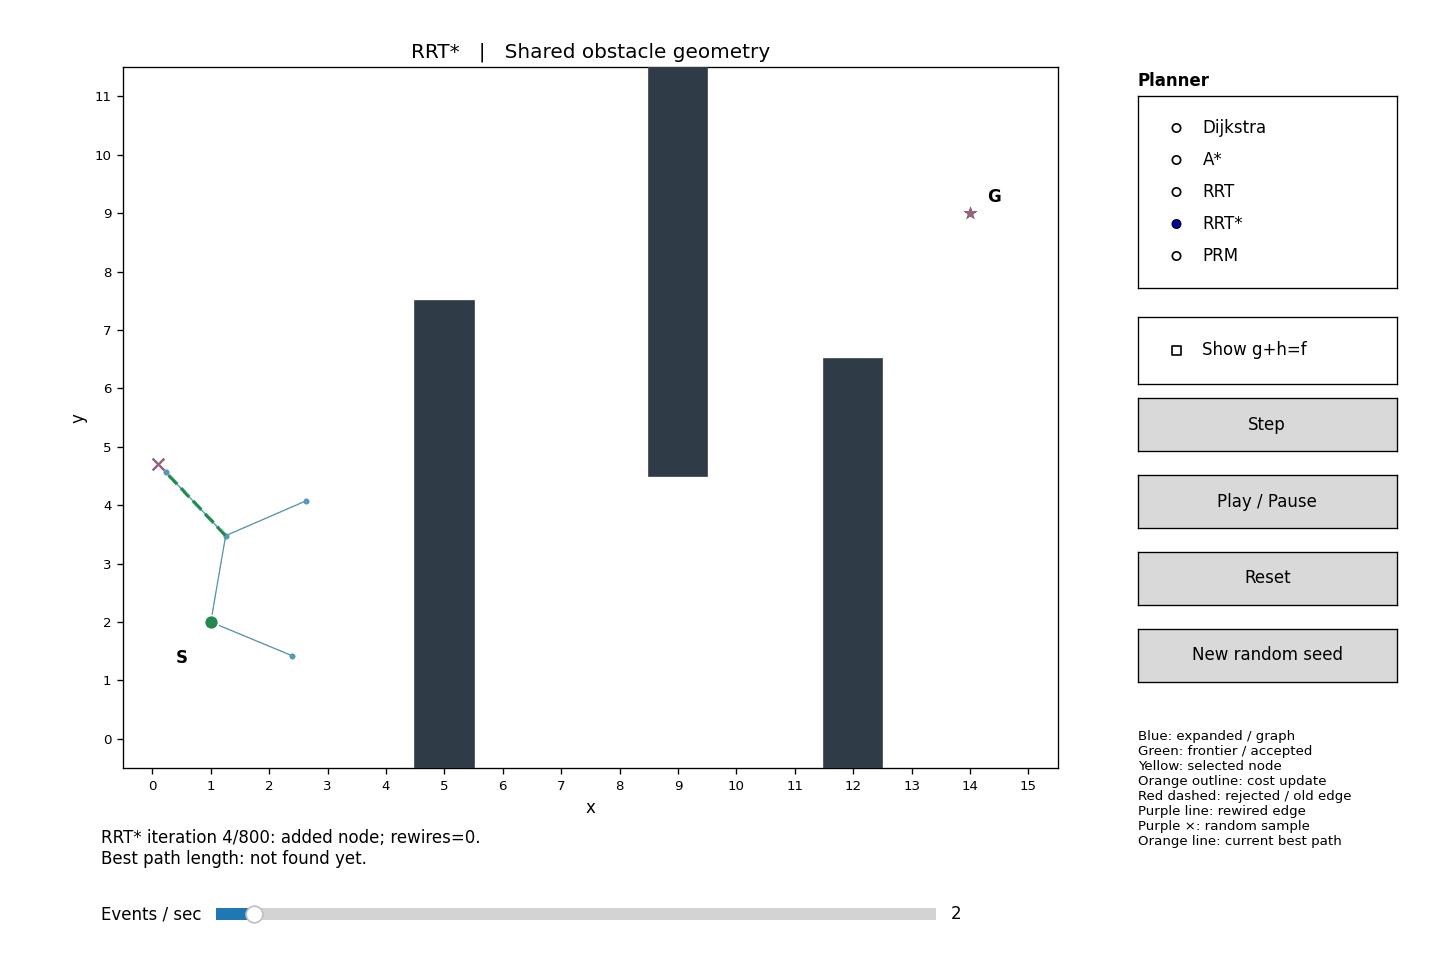 RRT* | Shared obstacle geometry
11
10
9
8
7
6
5
4
3
2
1
0
y
G
S
0 1 2 3 4 5 6 7 8 9 10 11 12 13 14 15
x
RRT* iteration 4/800: added node; rewires=0.
Best path length: not found yet.
Events / sec 2
Planner
Dijkstra
A*
RRT
RRT*
PRM
Show g+h=f
Step
Play / Pause
Reset
New random seed
Blue: expanded / graph
Green: frontier / accepted
Yellow: selected node
Orange outline: cost update
Red dashed: rejected / old edge
Purple line: rewired edge
Purple ×: random sample
Orange line: current best path